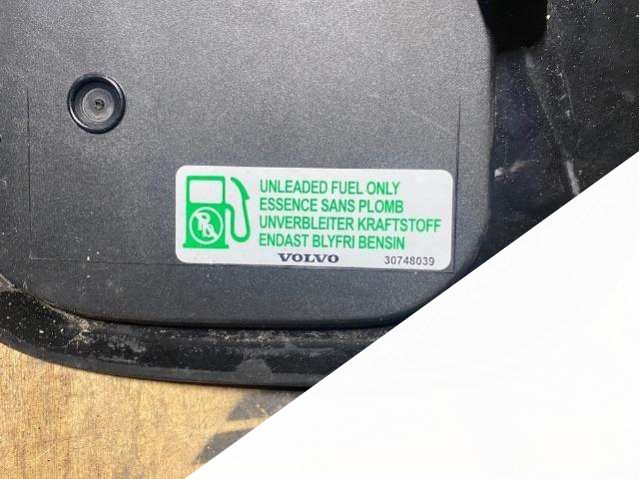 UNLEADED FUEL ONLY
ESSENCE SANS PLOMB
UNVERBLEITER KRAFTSTOFF
ENDAST BLYFRI BENSIN
VOLVO 30748039